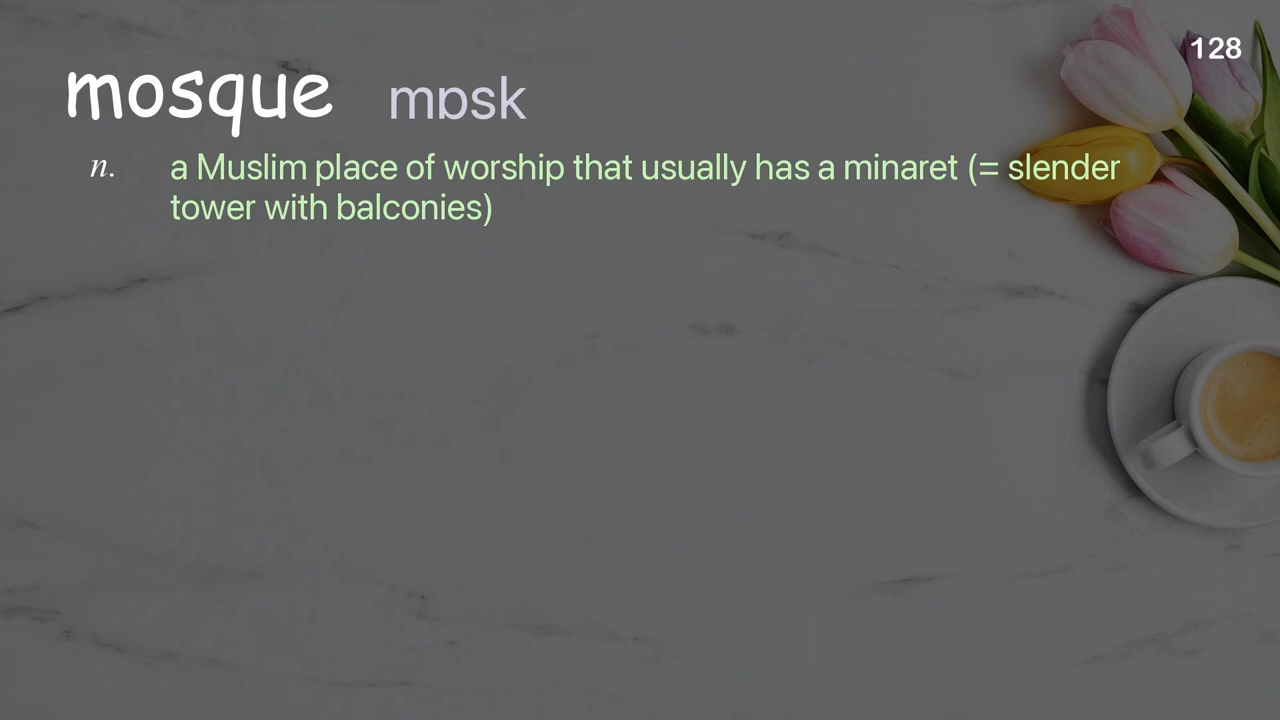 128
mosque mɒsk
n. a Muslim place of worship that usually has a minaret (= slender
tower with balconies)